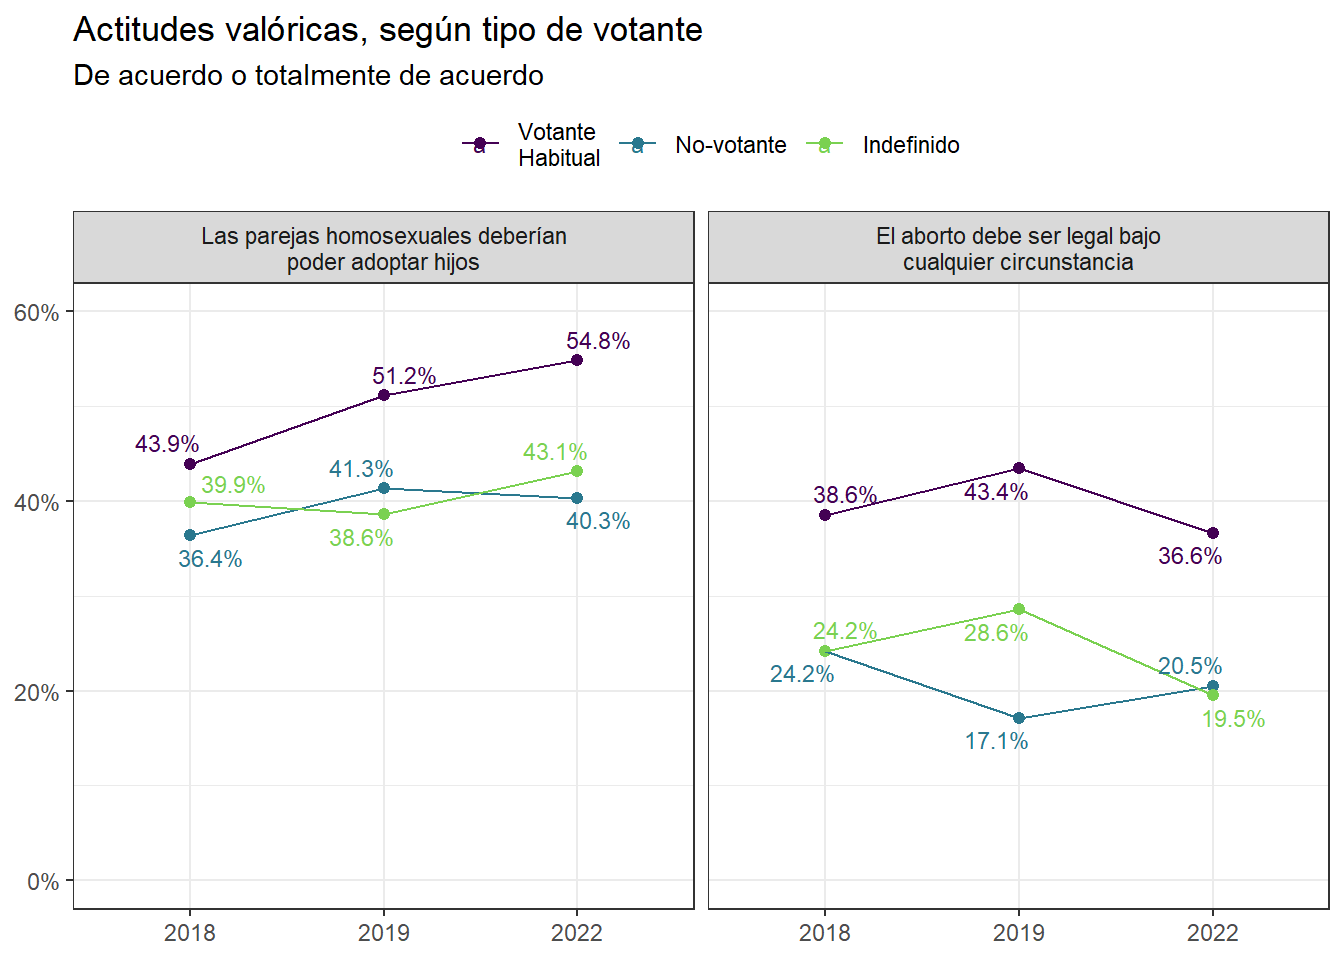 Actitudes valóricas, según tipo de votante
De acuerdo o totalmente de acuerdo
a Votante
Habitual
a No-votante
a Indefinido
Las parejas homosexuales deberían
poder adoptar hijos
El aborto debe ser legal bajo
cualquier circunstancia
60%
40%
20%
0%
54.8%
51.2%
43.9%
43.1%
41.3%
39.9%
40.3%
38.6%
36.4%
38.6%
43.4%
36.6%
24.2%
28.6%
20.5%
24.2%
19.5%
17.1%
2018 2019 2022
2018 2019 2022